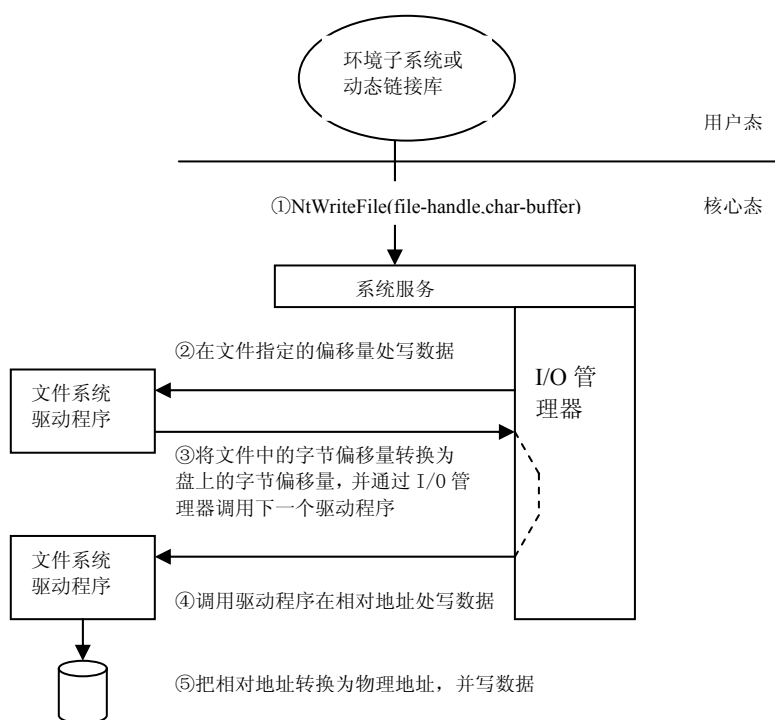 环境子系统或
动态链接库
用户态
①NtWriteFile(file-handle,char-buffer)
核心态
系统服务
②在文件指定的偏移量处写数据
I/O 管
理器
文件系统
驱动程序
③将文件中的字节偏移量转换为
盘上的字节偏移量，并通过 I/O 管
理器调用下一个驱动程序
文件系统
驱动程序
④调用驱动程序在相对地址处写数据
⑤把相对地址转换为物理地址，并写数据